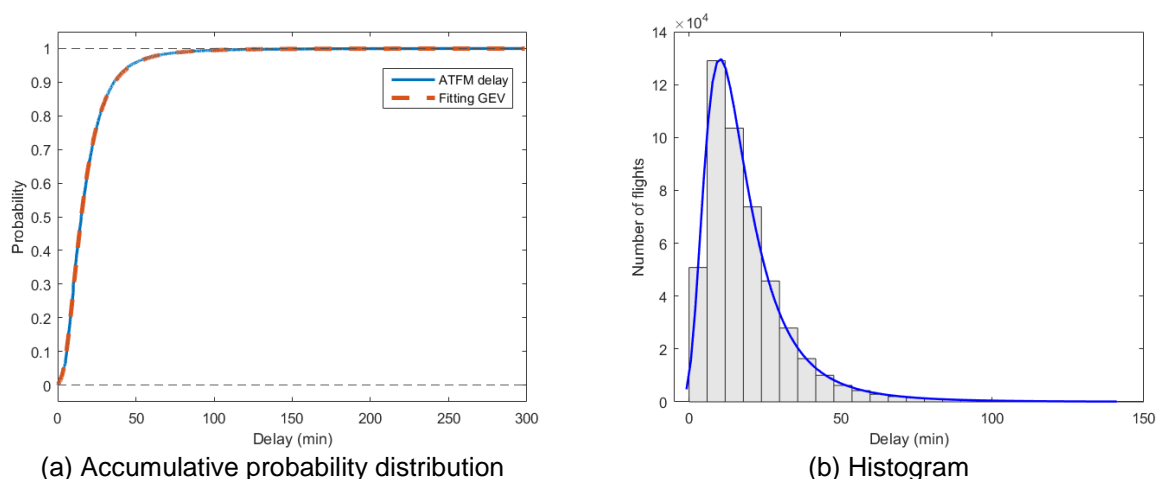 1
0.9
0.8
0.7
0.6
0.5
0.4
0.3
0.2
0.1
0
Probability
ATFM delay
Fitting GEV
0 50 100 150 200 250 300
Delay (min)
(a) Accumulative probability distribution
×10⁴
14
12
10
8
6
4
2
0
Number of flights
0 50 100 150
Delay (min)
(b) Histogram